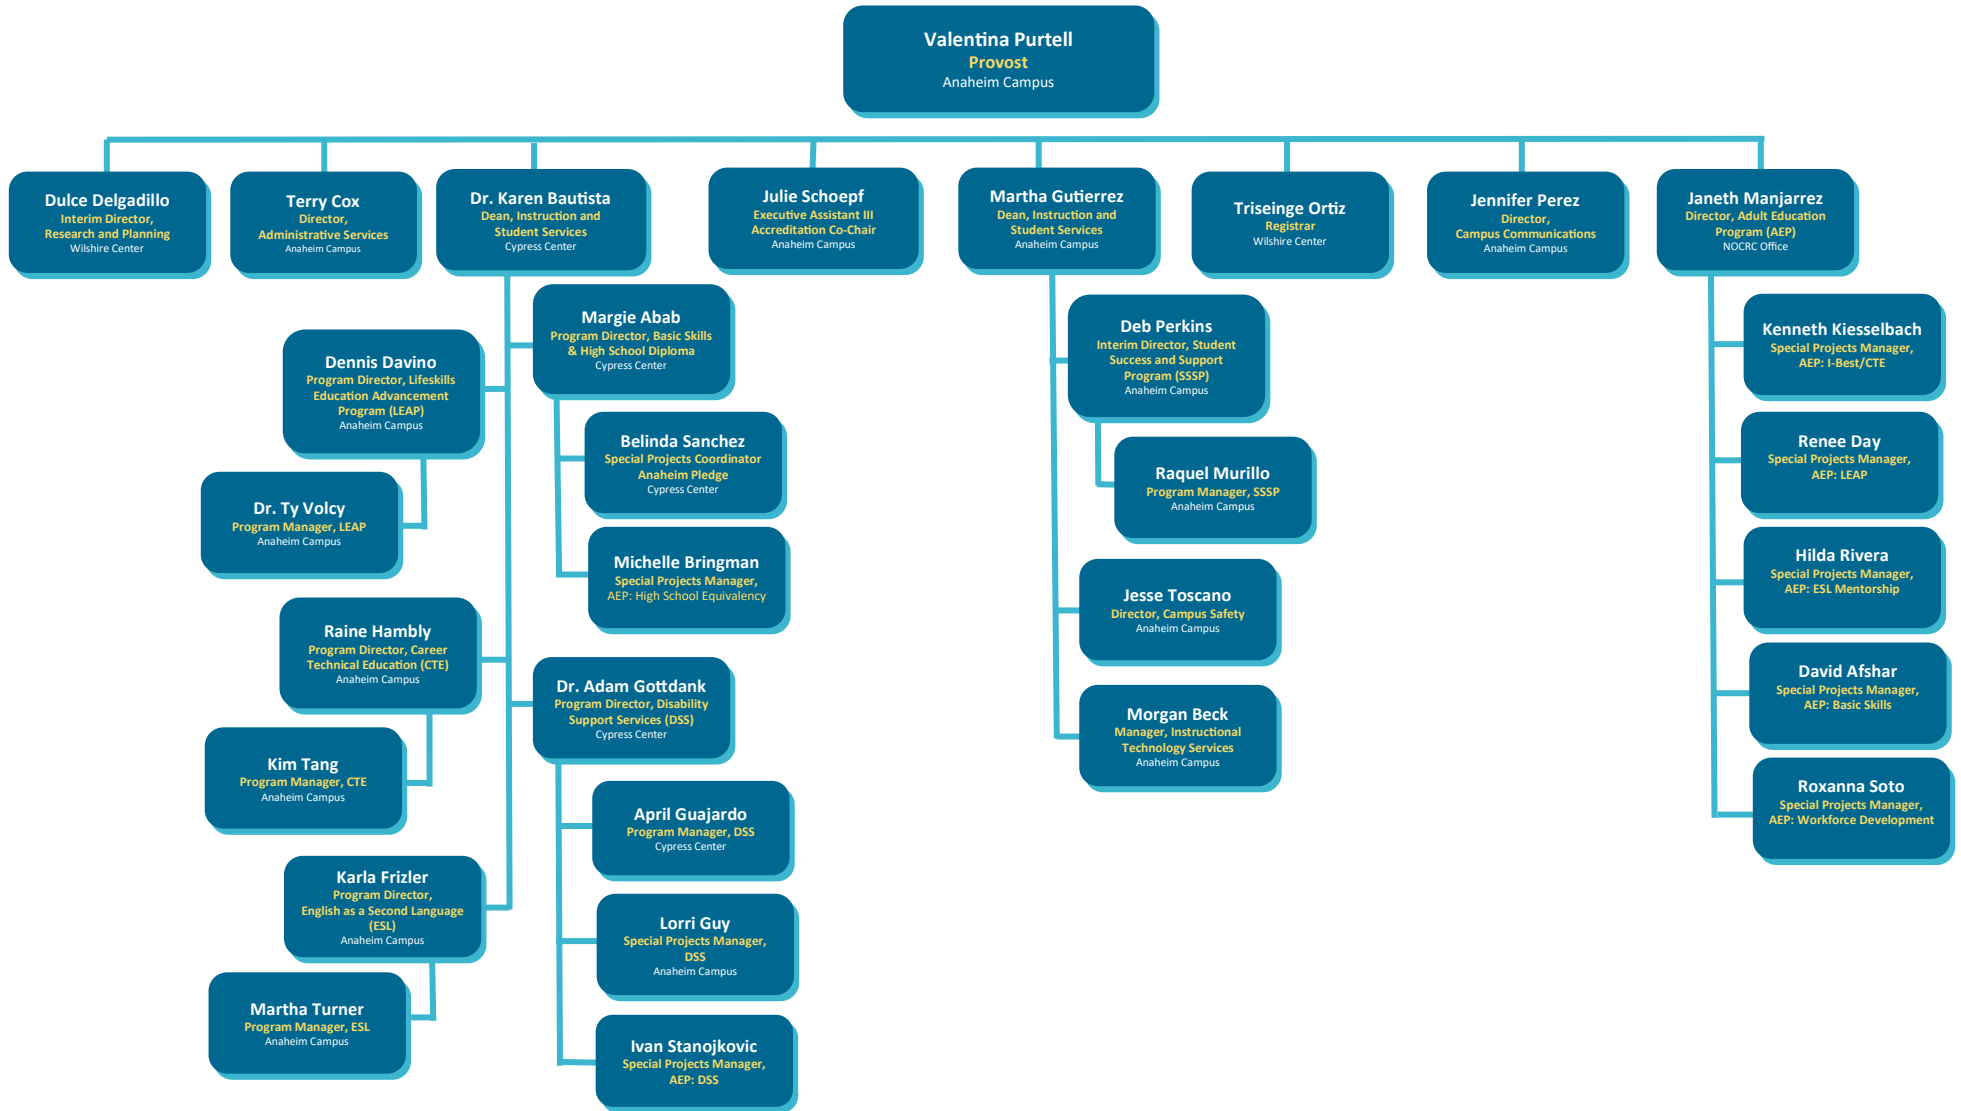 Valentina Purtell
Provost
Anaheim Campus
Dulce Delgadillo
Interim Director,
Research and Planning
Wilshire Center
Terry Cox
Director,
Administrative Services
Anaheim Campus
Dr. Karen Bautista
Dean, Instruction and
Student Services
Cypress Center
Julie Schoepf
Executive Assistant III
Accreditation Co-Chair
Anaheim Campus
Martha Gutierrez
Dean, Instruction and
Student Services
Anaheim Campus
Triseinge Ortiz
Registrar
Wilshire Center
Jennifer Perez
Director,
Campus Communications
Anaheim Campus
Janeth Manjarrez
Director, Adult Education
Program (AEP)
NOCRC Office
Dennis Davino
Program Director, Lifeskills
Education Advancement
Program (LEAP)
Anaheim Campus
Dr. Ty Volcy
Program Manager, LEAP
Anaheim Campus
Raine Hambly
Program Director, Career
Technical Education (CTE)
Anaheim Campus
Kim Tang
Program Manager, CTE
Anaheim Campus
Karla Frizler
Program Director,
English as a Second Language
(ESL)
Anaheim Campus
Martha Turner
Program Manager, ESL
Anaheim Campus
Margie Abab
Program Director, Basic Skills
& High School Diploma
Cypress Center
Belinda Sanchez
Special Projects Coordinator
Anaheim Pledge
Cypress Center
Michelle Bringman
Special Projects Manager,
AEP: High School Equivalency
Dr. Adam Gottdank
Program Director, Disability
Support Services (DSS)
Cypress Center
April Guajardo
Program Manager, DSS
Cypress Center
Lorri Guy
Special Projects Manager,
DSS
Anaheim Campus
Ivan Stanojkovic
Special Projects Manager,
AEP: DSS
Deb Perkins
Interim Director, Student
Success and Support
Program (SSSP)
Anaheim Campus
Raquel Murillo
Program Manager, SSSP
Anaheim Campus
Jesse Toscano
Director, Campus Safety
Anaheim Campus
Morgan Beck
Manager, Instructional
Technology Services
Anaheim Campus
Kenneth Kiesselbach
Special Projects Manager,
AEP: I-Best/CTE
Renee Day
Special Projects Manager,
AEP: LEAP
Hilda Rivera
Special Projects Manager,
AEP: ESL Mentorship
David Afshar
Special Projects Manager,
AEP: Basic Skills
Roxanna Soto
Special Projects Manager,
AEP: Workforce Development